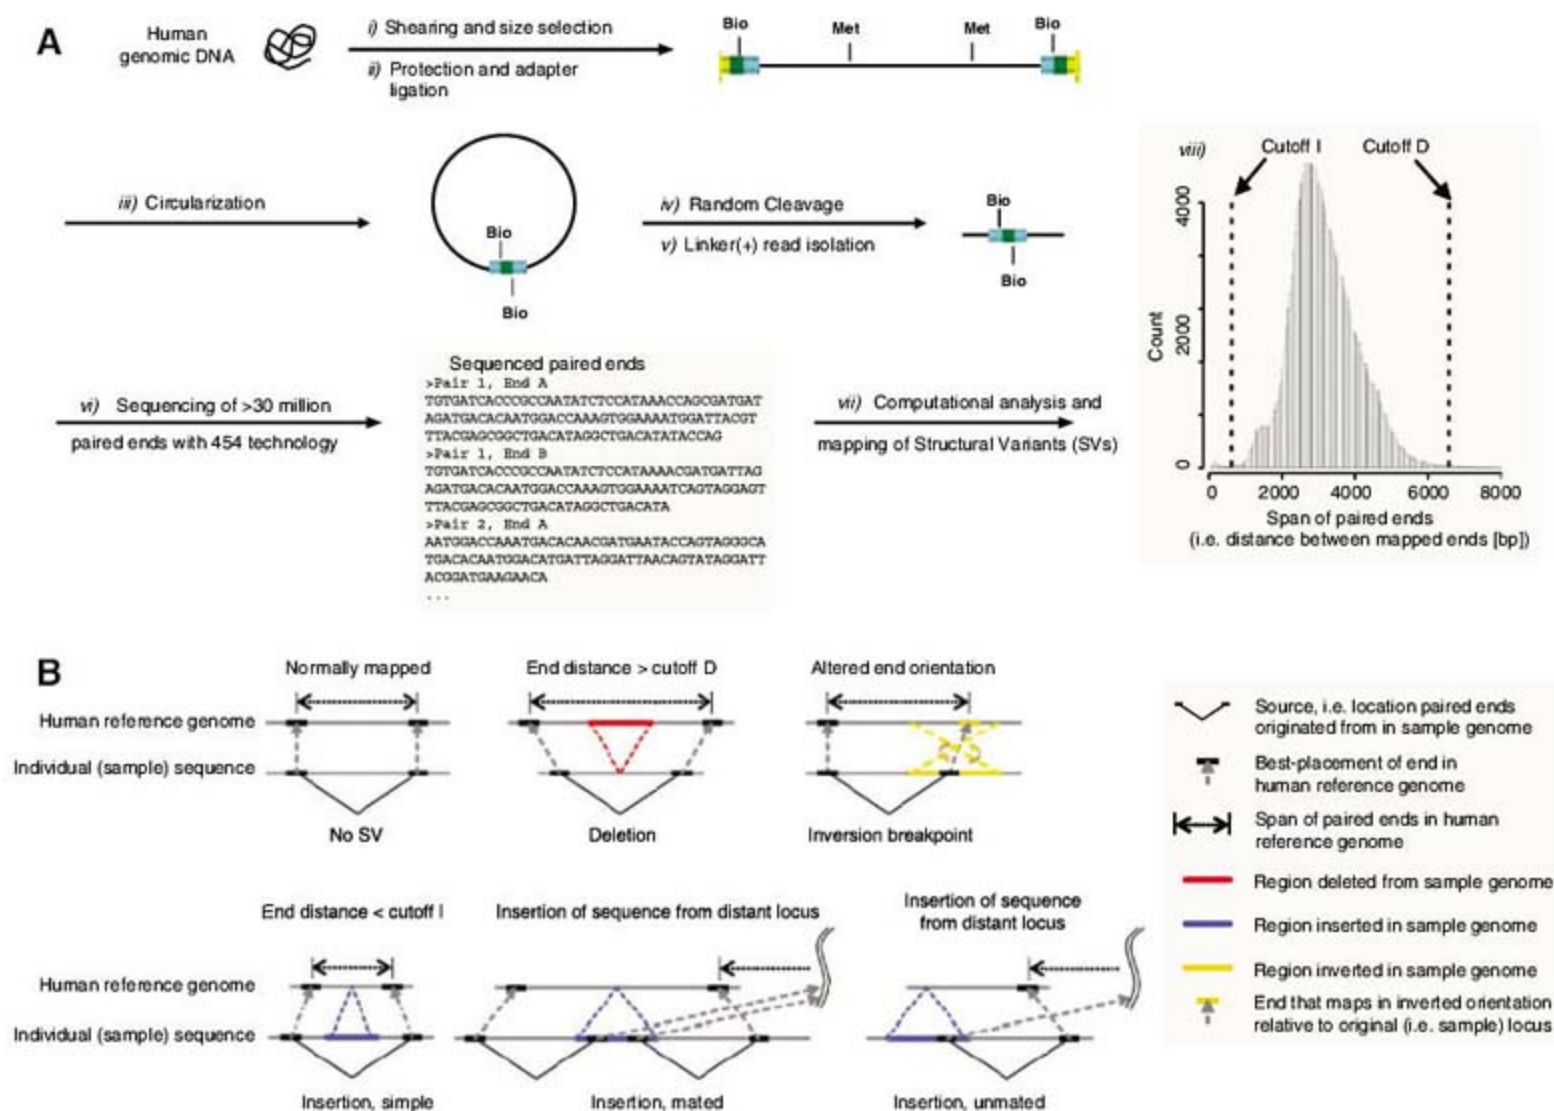 A
Human
genomic DNA
i) Shearing and size selection
ii) Protection and adapter
ligation
Bio
Met
Met
Bio
iii) Circularization
Bio
Bio
iv) Random Cleavage
v) Linker(+) read isolation
Bio
Bio
vi) Sequencing of >30 million
paired ends with 454 technology
Sequenced paired ends
>Pair 1, End A
TGTGATCACCCGCCAATATCTCCATAAACCAGCGATGAT
AGATGACACAATGGACCAAAGTGGAAAATGGATTACGT
TTACGAGCGGCTGACATAGGCTGACATATACCAG
>Pair 1, End B
TGTGATCACCCGCCAATATCTCCATAAAACGATGATTAG
AGATGACACAATGGACCAAAGTGGAAAATCAGTAGGAGT
TTACGAGCGGCTGACATAGGCTGACATA
>Pair 2, End A
AATGGACCAAATGACACAACGATGAATACCAGTAGGGCA
TGACACAATGGACATGATTAGGATTAACAGTATAGGATT
ACGGATGAAGAACA
...
vii) Computational analysis and
mapping of Structural Variants (SVs)
viii)
Cutoff I
Cutoff D
Count
4000
2000
0
0
2000
4000
6000
8000
Span of paired ends
(i.e. distance between mapped ends [bp])
B
Normally mapped
End distance > cutoff D
Altered end orientation
Human reference genome
Individual (sample) sequence
No SV
Deletion
Inversion breakpoint
End distance < cutoff I
Insertion of sequence from distant locus
Insertion of sequence
from distant locus
Human reference genome
Individual (sample) sequence
Insertion, simple
Insertion, mated
Insertion, unmated
Source, i.e. location paired ends
originated from in sample genome
Best-placement of end in
human reference genome
Span of paired ends in human
reference genome
Region deleted from sample genome
Region inserted in sample genome
Region inverted in sample genome
End that maps in inverted orientation
relative to original (i.e. sample) locus